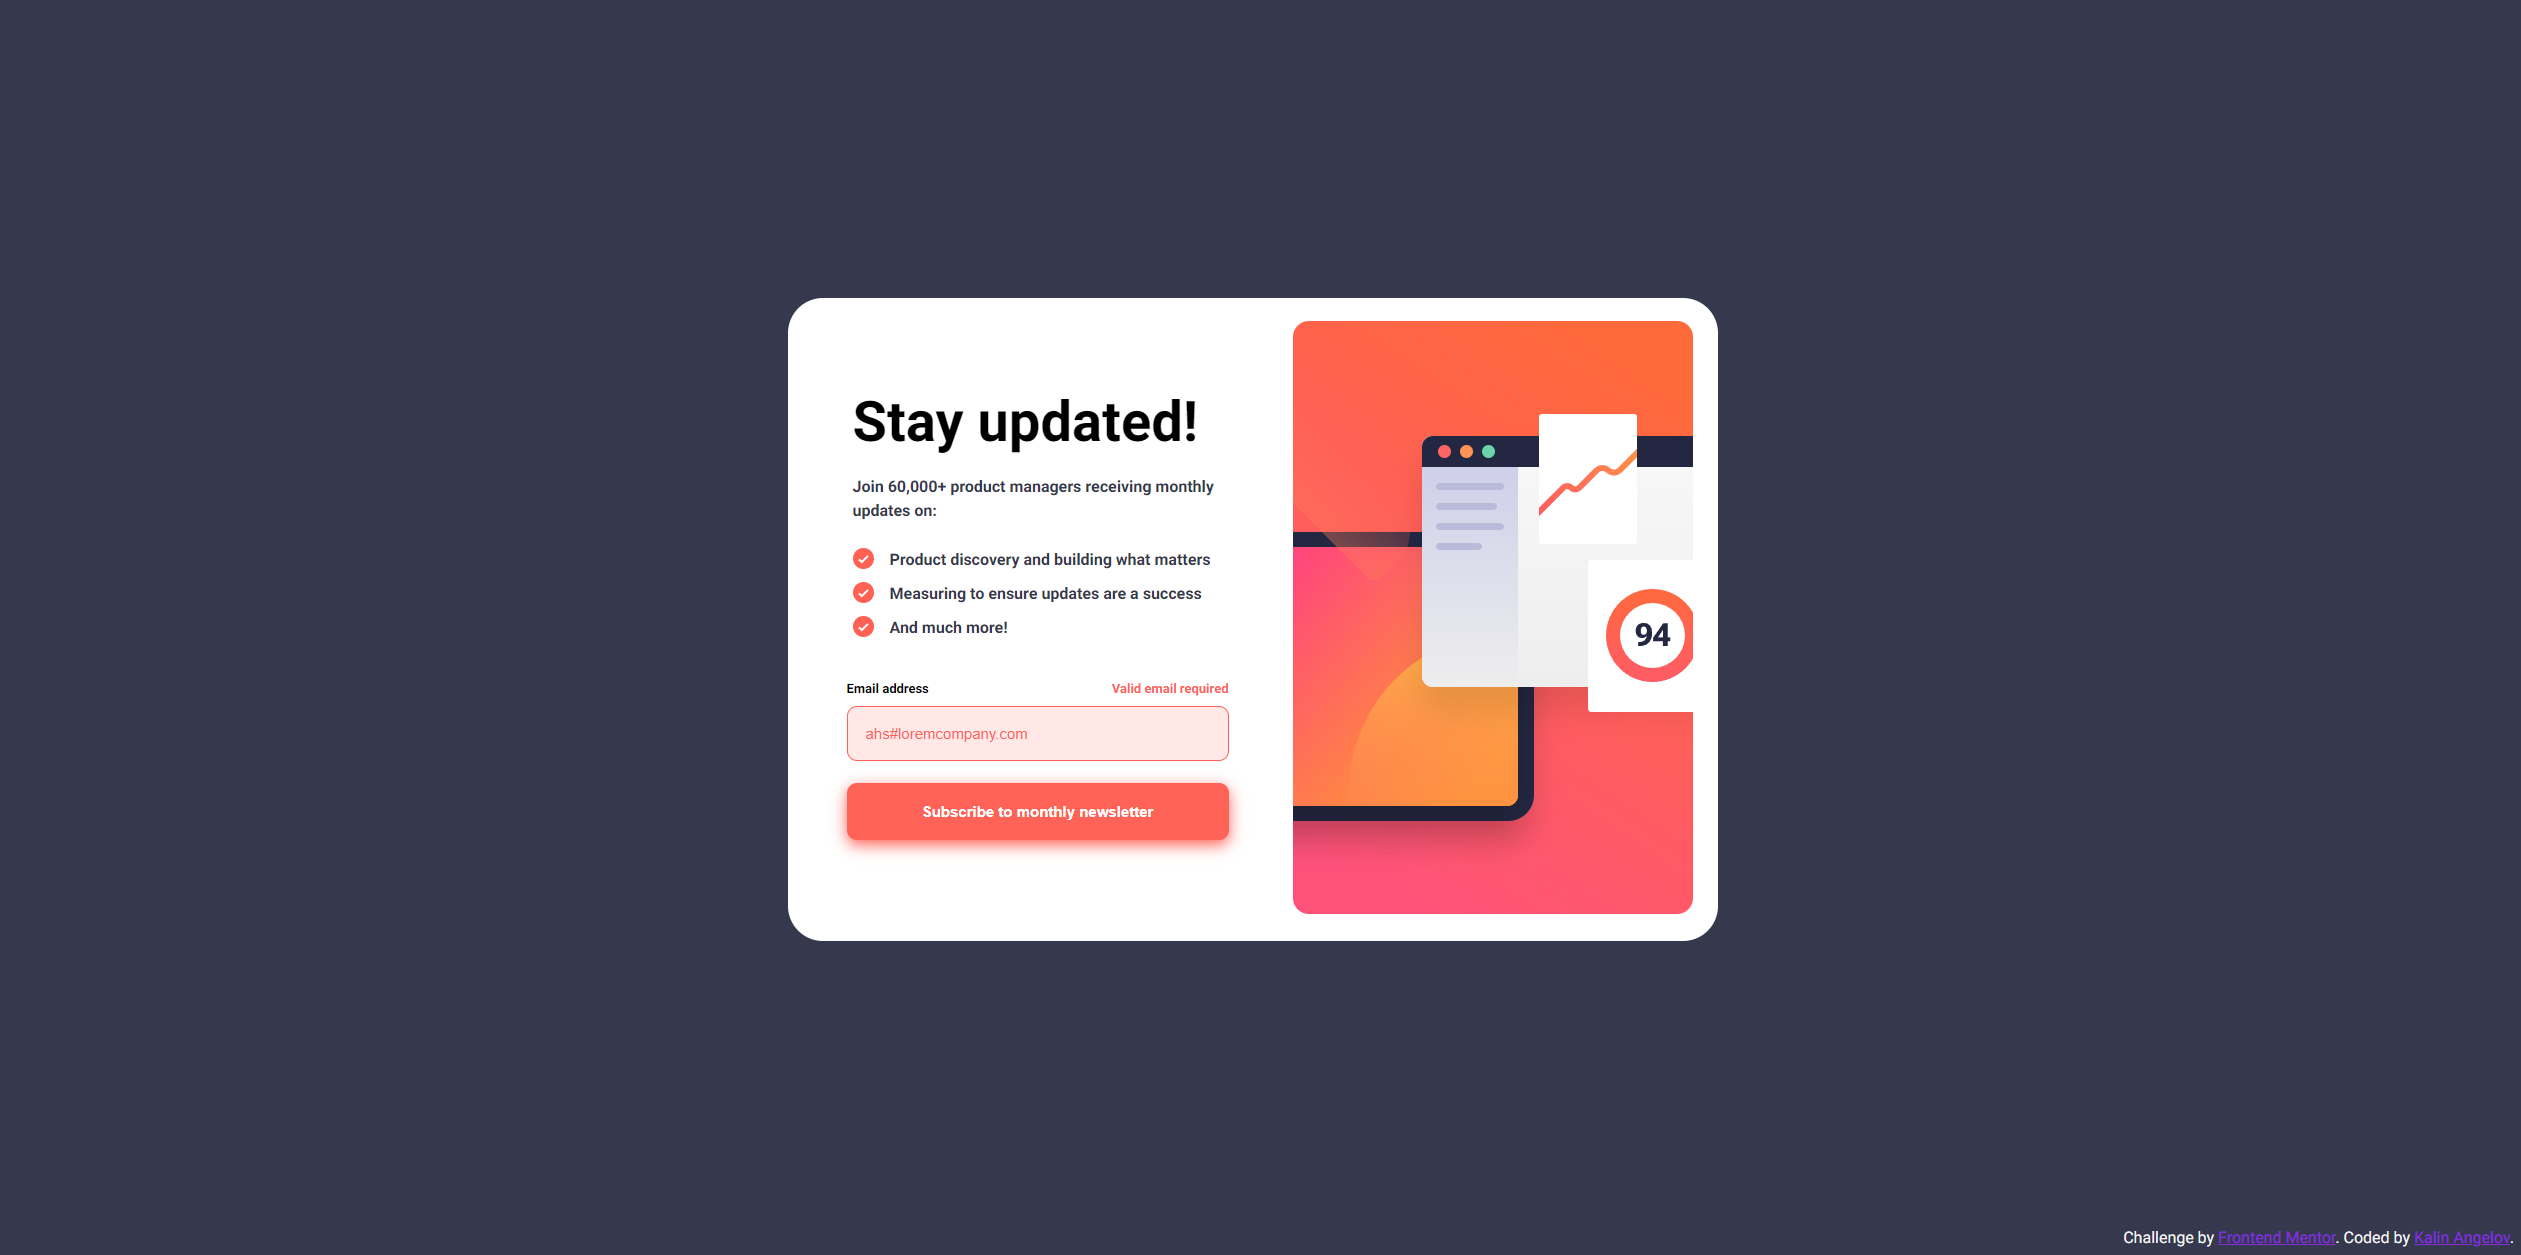 Stay updated!
Join 60,000+ product managers receiving monthly
updates on:
Product discovery and building what matters
Measuring to ensure updates are a success
And much more!
Email address
Valid email required
ahs#loremcompany.com
Subscribe to monthly newsletter
94
Challenge by Frontend Mentor. Coded by Kalin Angelov.